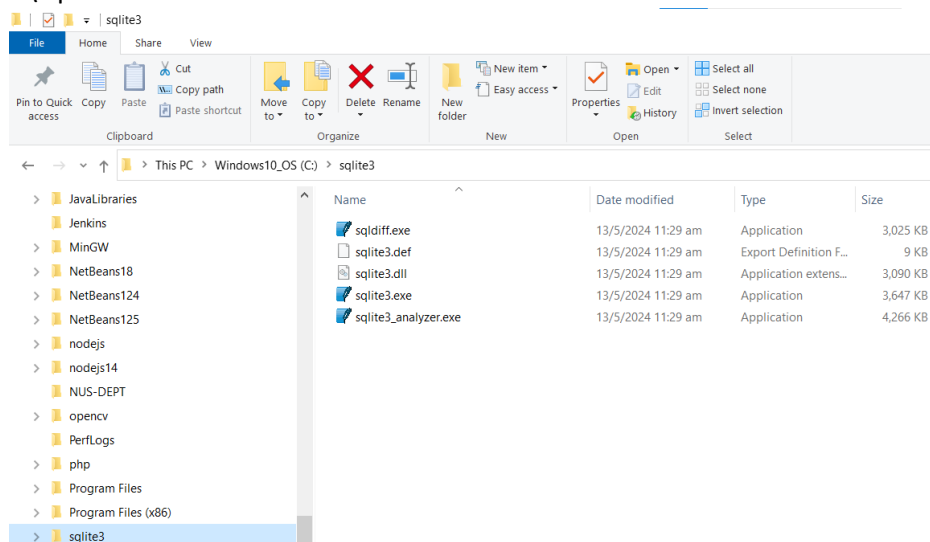 sqlite3
File Home Share View
Pin to Quick access
Copy
Paste
Cut
Copy path
Paste shortcut
Clipboard
Move to
Copy to
Delete
Rename
Organize
New folder
New item
Easy access
New
Properties
Open
Edit
History
Open
Select all
Select none
Invert selection
Select
This PC > Windows10_OS (C:) > sqlite3
JavaLibraries
Jenkins
MinGW
NetBeans18
NetBeans124
NetBeans125
nodejs
nodejs14
NUS-DEPT
opencv
PerfLogs
php
Program Files
Program Files (x86)
sqlite3
Name Date modified Type Size
sqldiff.exe 13/5/2024 11:29 am Application 3,025 KB
sqlite3.def 13/5/2024 11:29 am Export Definition F... 9 KB
sqlite3.dll 13/5/2024 11:29 am Application extens... 3,090 KB
sqlite3.exe 13/5/2024 11:29 am Application 3,647 KB
sqlite3_analyzer.exe 13/5/2024 11:29 am Application 4,266 KB